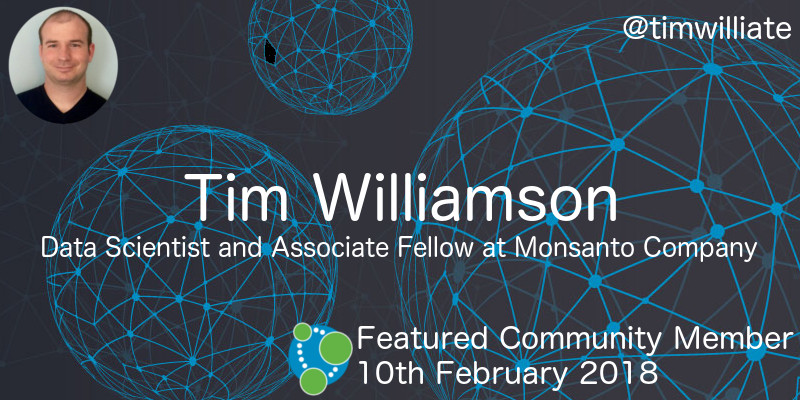 @timwilliate
Tim Williamson
Data Scientist and Associate Fellow at Monsanto Company
Featured Community Member
10th February 2018